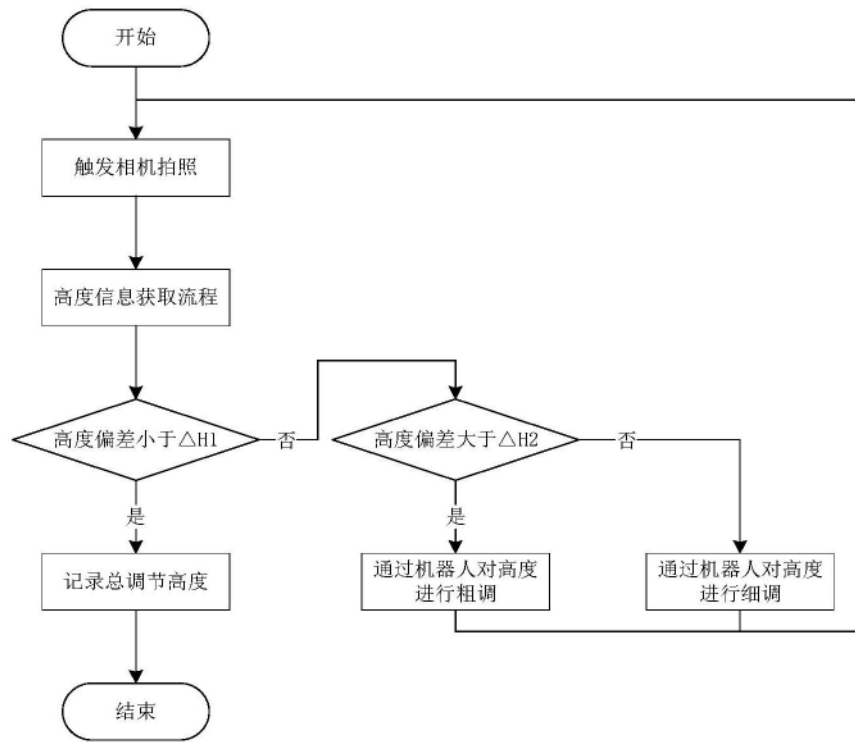 开始
触发相机拍照
高度信息获取流程
高度偏差小于△H1
否
高度偏差大于△H2
否
是
是
记录总调节高度
通过机器人对高度
进行粗调
通过机器人对高度
进行细调
结束